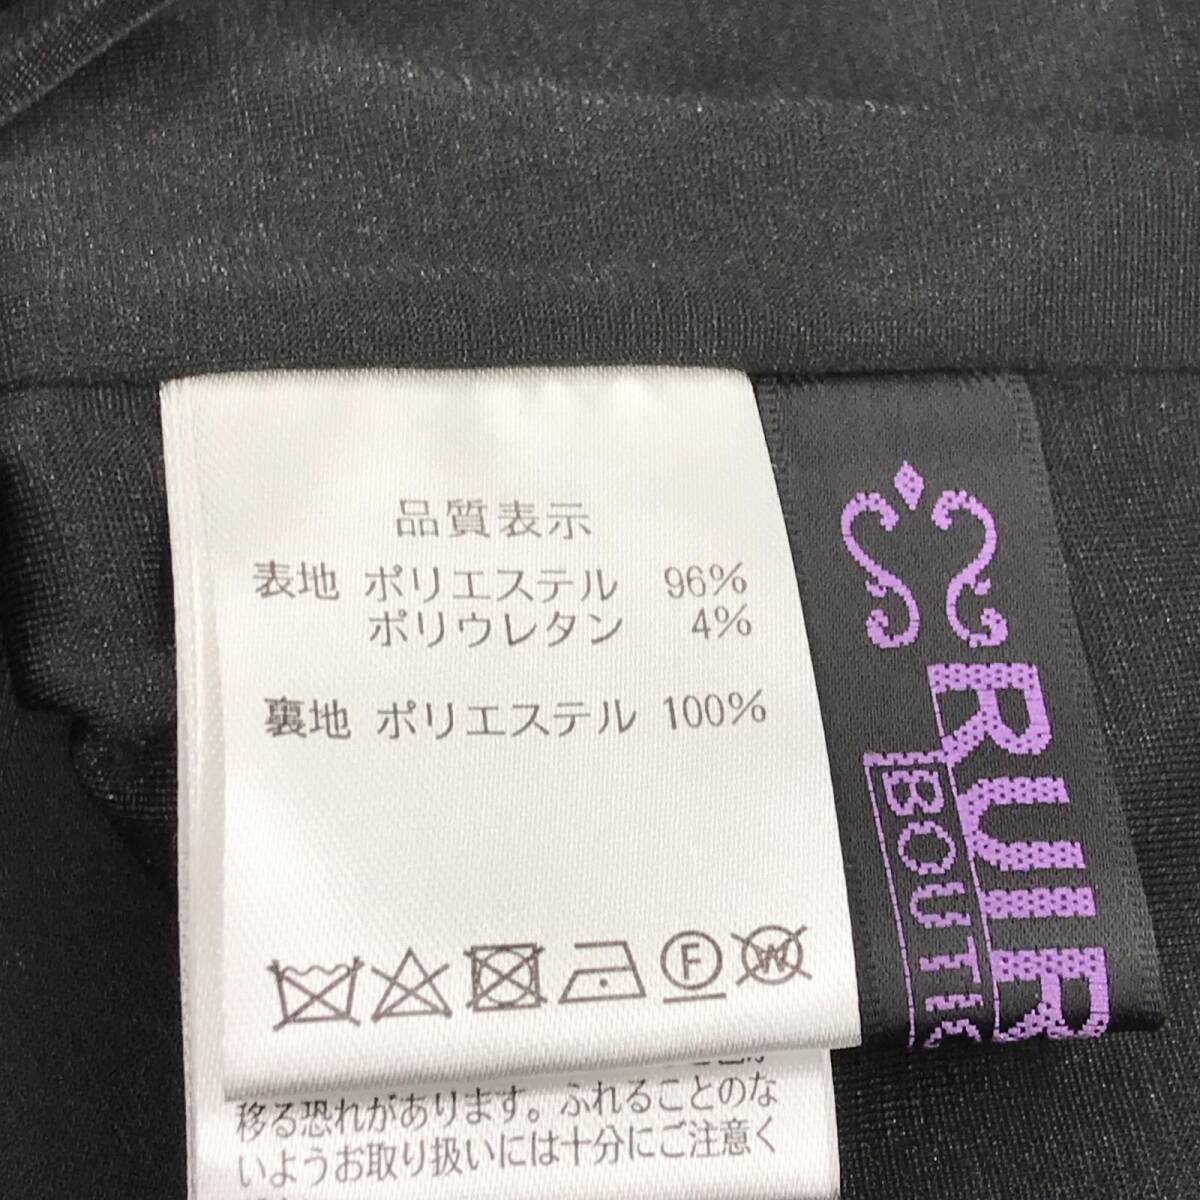 品質表示
表地 ポリエステル 96%
ポリウレタン 4%
裏地 ポリエステル 100%
F
W
移る恐れがあります。ふれることのな
いようお取り扱いには十分にご注意く
RUIR
BOUTIQ